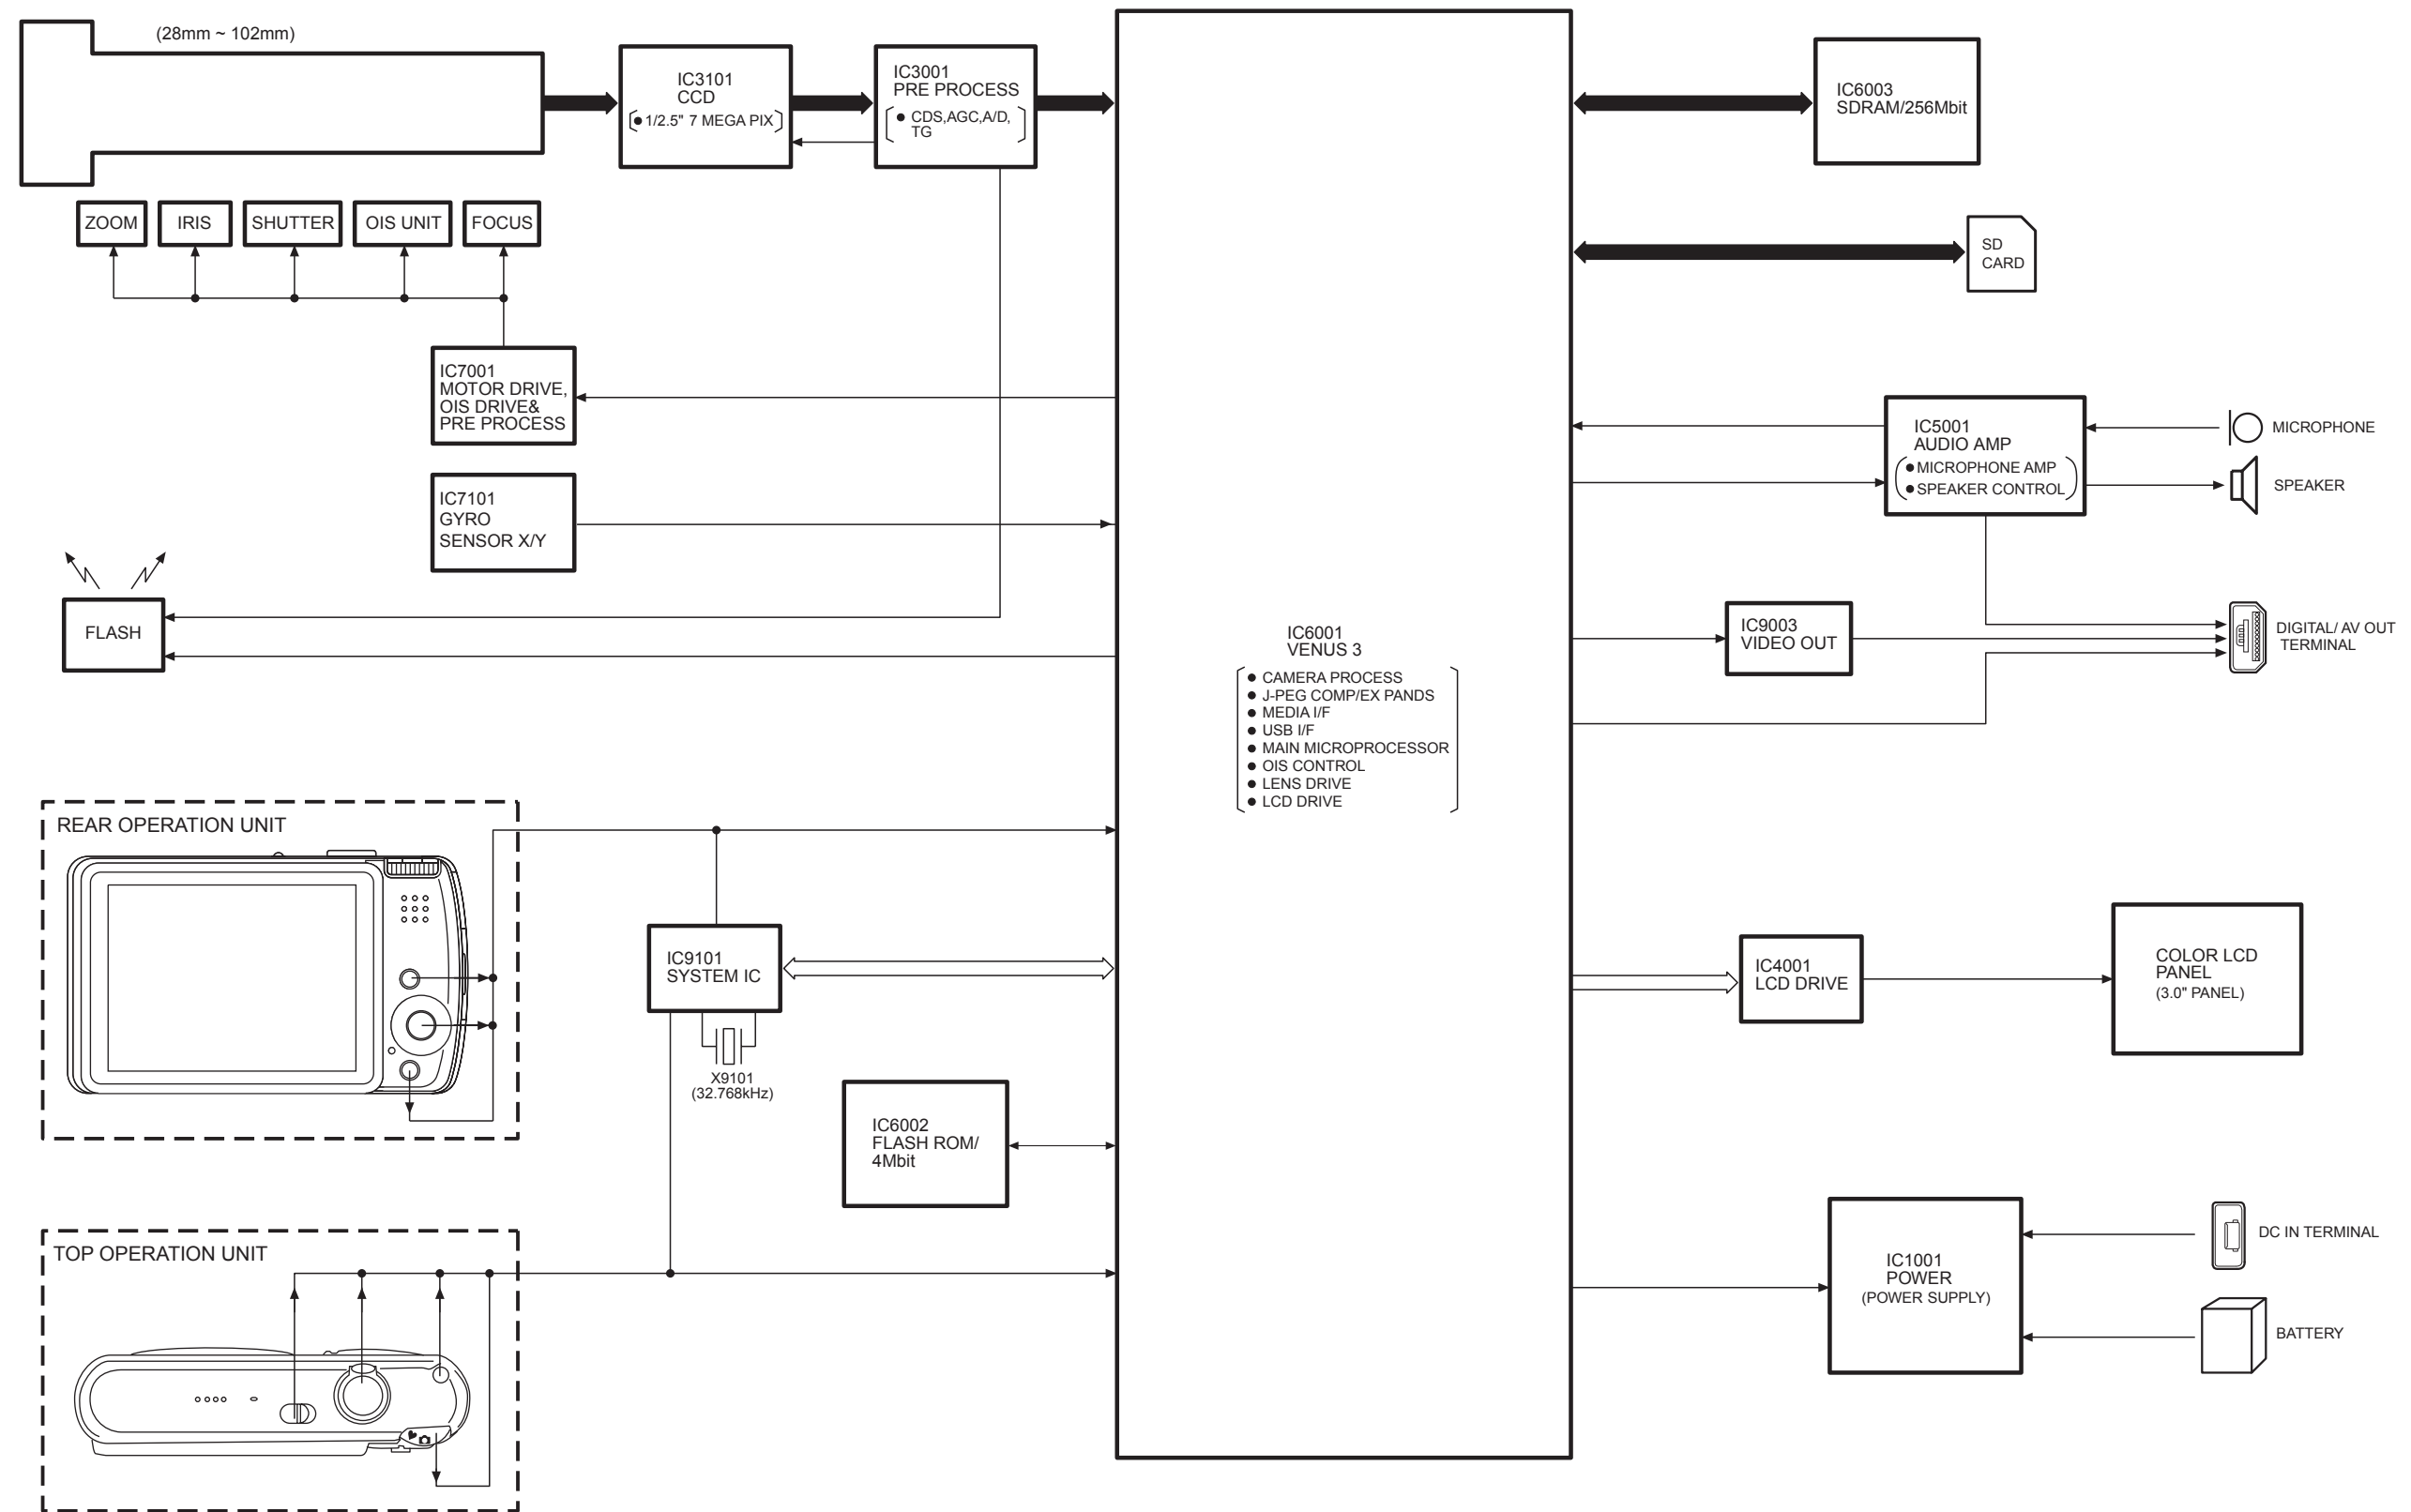 (28mm ~ 102mm)
IC3101
CCD
● 1/2.5" 7 MEGA PIX
IC3001
PRE PROCESS
● CDS,AGC,A/D,
TG
IC6003
SDRAM/256Mbit
ZOOM
IRIS
SHUTTER
OIS UNIT
FOCUS
SD
CARD
IC7001
MOTOR DRIVE,
OIS DRIVE&
PRE PROCESS
IC5001
AUDIO AMP
● MICROPHONE AMP
● SPEAKER CONTROL
MICROPHONE
SPEAKER
IC7101
GYRO
SENSOR X/Y
FLASH
IC6001
VENUS 3
● CAMERA PROCESS
● J-PEG COMP/EX PANDS
● MEDIA I/F
● USB I/F
● MAIN MICROPROCESSOR
● OIS CONTROL
● LENS DRIVE
● LCD DRIVE
IC9003
VIDEO OUT
DIGITAL/ AV OUT
TERMINAL
REAR OPERATION UNIT
IC9101
SYSTEM IC
X9101
(32.768kHz)
IC4001
LCD DRIVE
COLOR LCD
PANEL
(3.0" PANEL)
IC6002
FLASH ROM/
4Mbit
TOP OPERATION UNIT
IC1001
POWER
(POWER SUPPLY)
DC IN TERMINAL
BATTERY